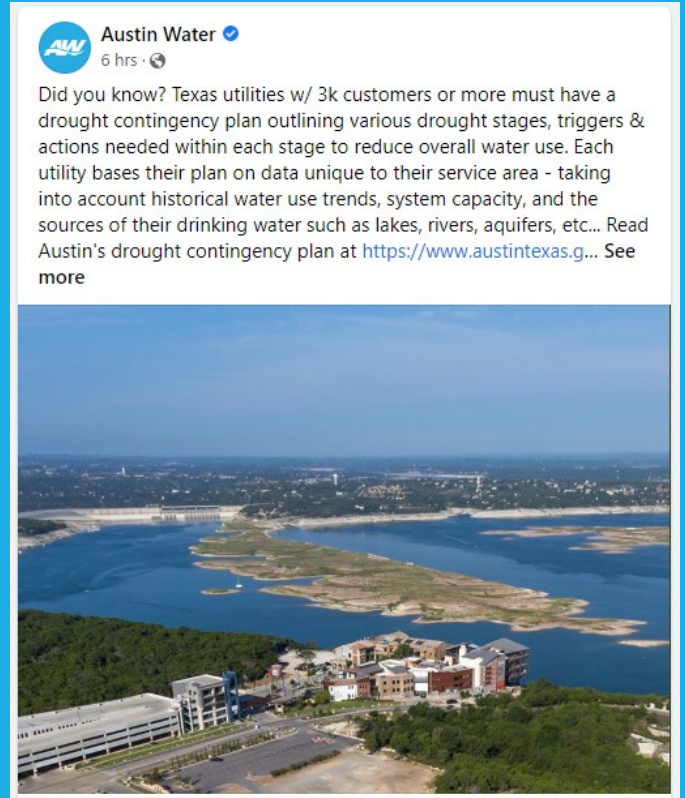 AW
Austin Water
6 hrs ·
Did you know? Texas utilities w/ 3k customers or more must have a
drought contingency plan outlining various drought stages, triggers &
actions needed within each stage to reduce overall water use. Each
utility bases their plan on data unique to their service area - taking
into account historical water use trends, system capacity, and the
sources of their drinking water such as lakes, rivers, aquifers, etc... Read
Austin's drought contingency plan at https://www.austintexas.g... See
more